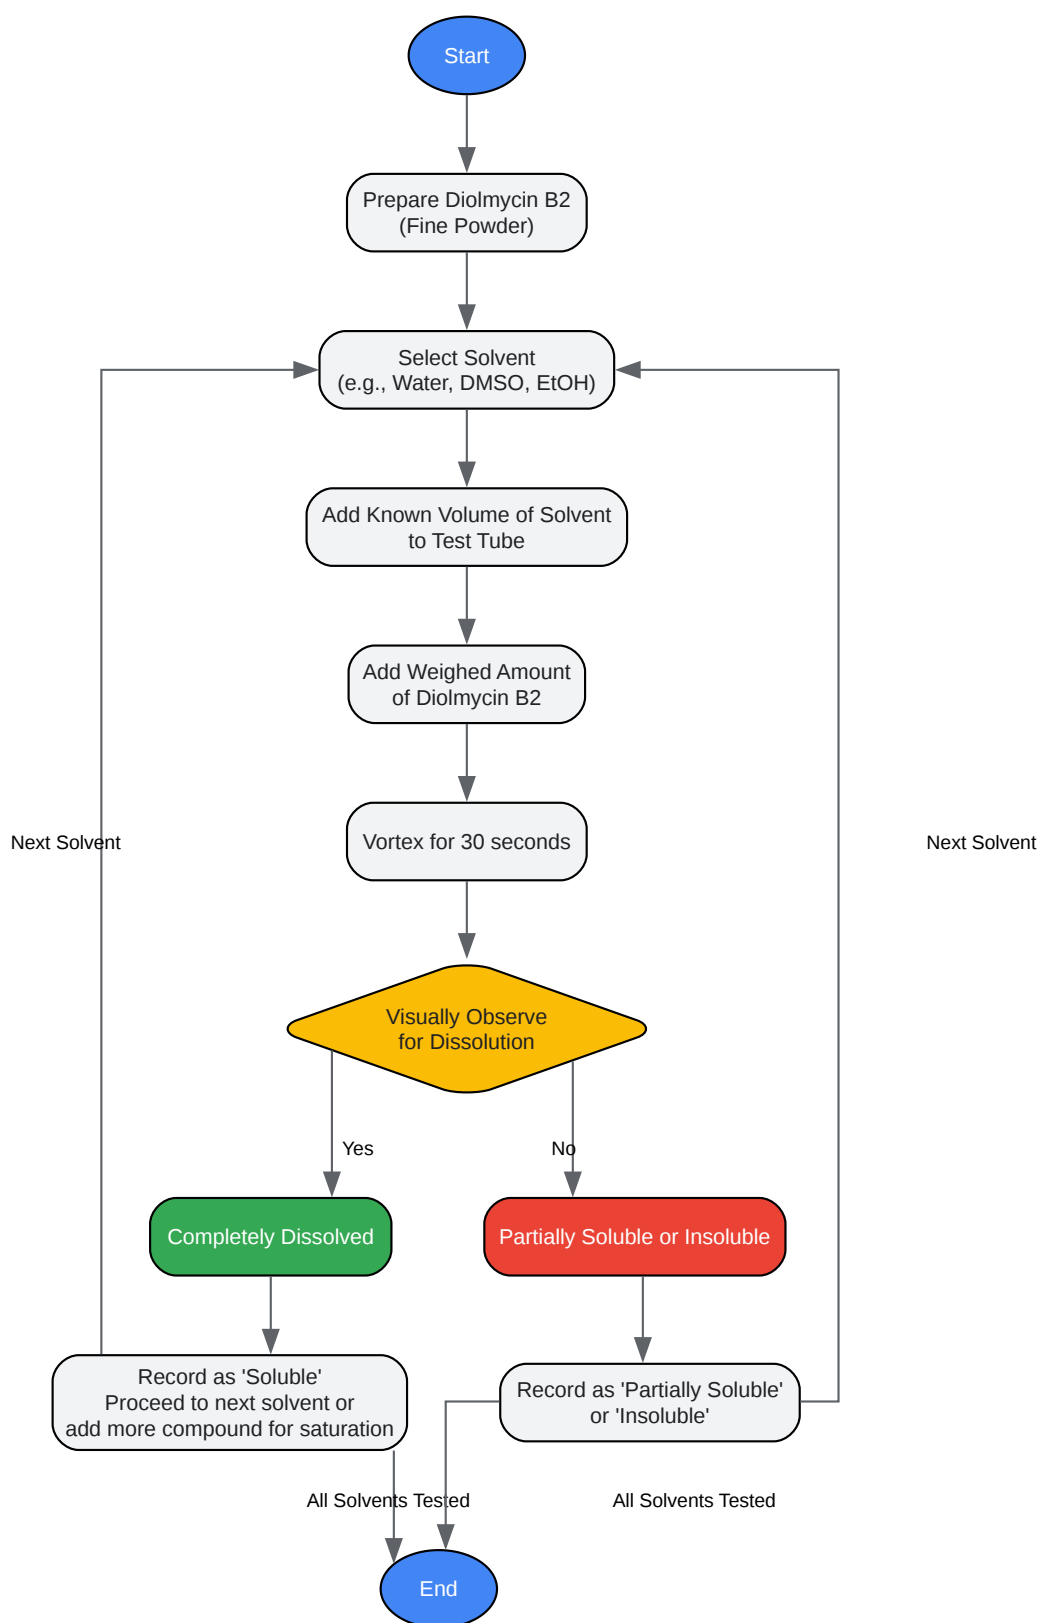 Start
Prepare Diolmycin B2
(Fine Powder)
Select Solvent
(e.g., Water, DMSO, EtOH)
Add Known Volume of Solvent
to Test Tube
Add Weighed Amount
of Diolmycin B2
Next Solvent
Vortex for 30 seconds
Next Solvent
Visually Observe
for Dissolution
Yes
No
Completely Dissolved
Partially Soluble or Insoluble
Record as 'Soluble'
Proceed to next solvent or
add more compound for saturation
Record as 'Partially Soluble'
or 'Insoluble'
All Solvents Tested
All Solvents Tested
End